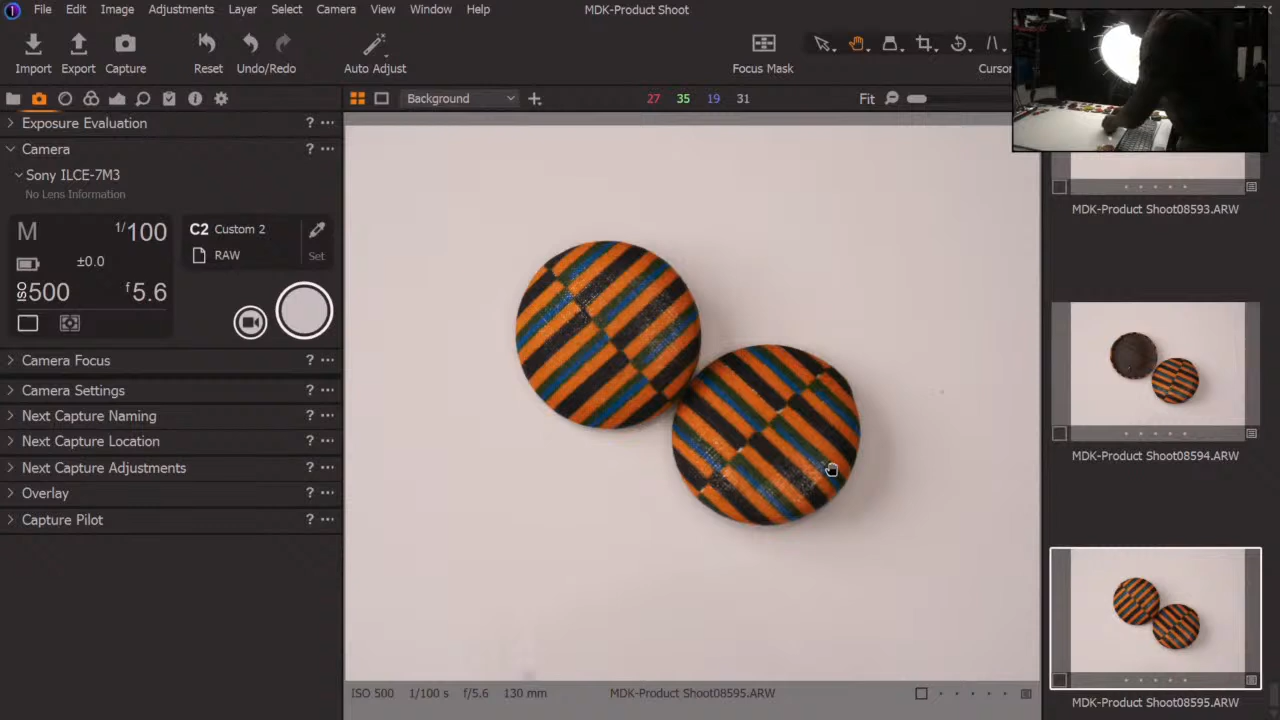 File Edit Image Adjustments Layer Select Camera View Window Help MDK-Product Shoot
Import Export Capture Reset Undo/Redo Auto Adjust Focus Mask Cursor
Background 27 35 19 31 Fit
Exposure Evaluation ? ...
Camera ? ...
Sony ILCE-7M3
No Lens Information
M 1/100 C2 Custom 2
±0.0 RAW Set
ISO 500 f 5.6
Camera Focus ? ...
Camera Settings ? ...
Next Capture Naming ? ...
Next Capture Location ? ...
Next Capture Adjustments ? ...
Overlay ? ...
Capture Pilot ? ...
ISO 500 1/100 s f/5.6 130 mm MDK-Product Shoot08595.ARW
MDK-Product Shoot08593.ARW
MDK-Product Shoot08594.ARW
MDK-Product Shoot08595.ARW